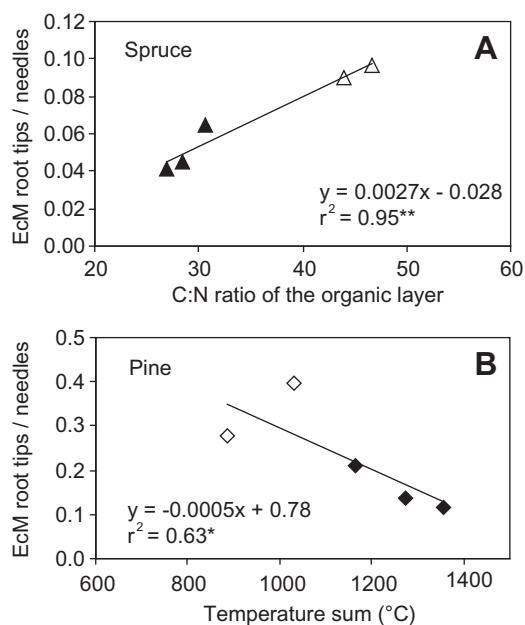 0.12
Spruce
A
0.10
0.08
0.06
0.04
0.02
0.00
EcM root tips / needles
y = 0.0027x - 0.028
r² = 0.95**
20 30 40 50 60
C:N ratio of the organic layer
0.5
Pine
B
0.4
0.3
0.2
0.1
0.0
EcM root tips / needles
y = -0.0005x + 0.78
r² = 0.63*
600 800 1000 1200 1400
Temperature sum (°C)